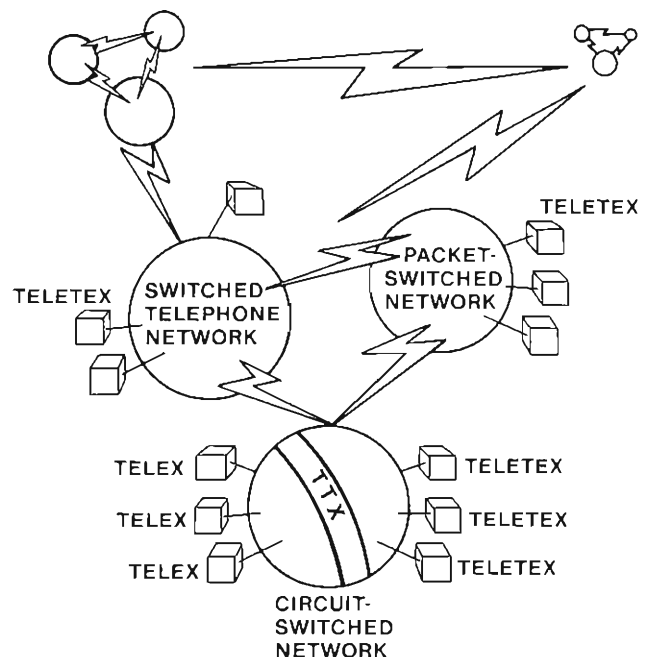 TELETEX
PACKET-
SWITCHED
NETWORK
TELETEX
SWITCHED
TELEPHONE
NETWORK
TELEX
TELEX
TELEX
TTX
TELETEX
TELETEX
TELETEX
CIRCUIT-
SWITCHED
NETWORK